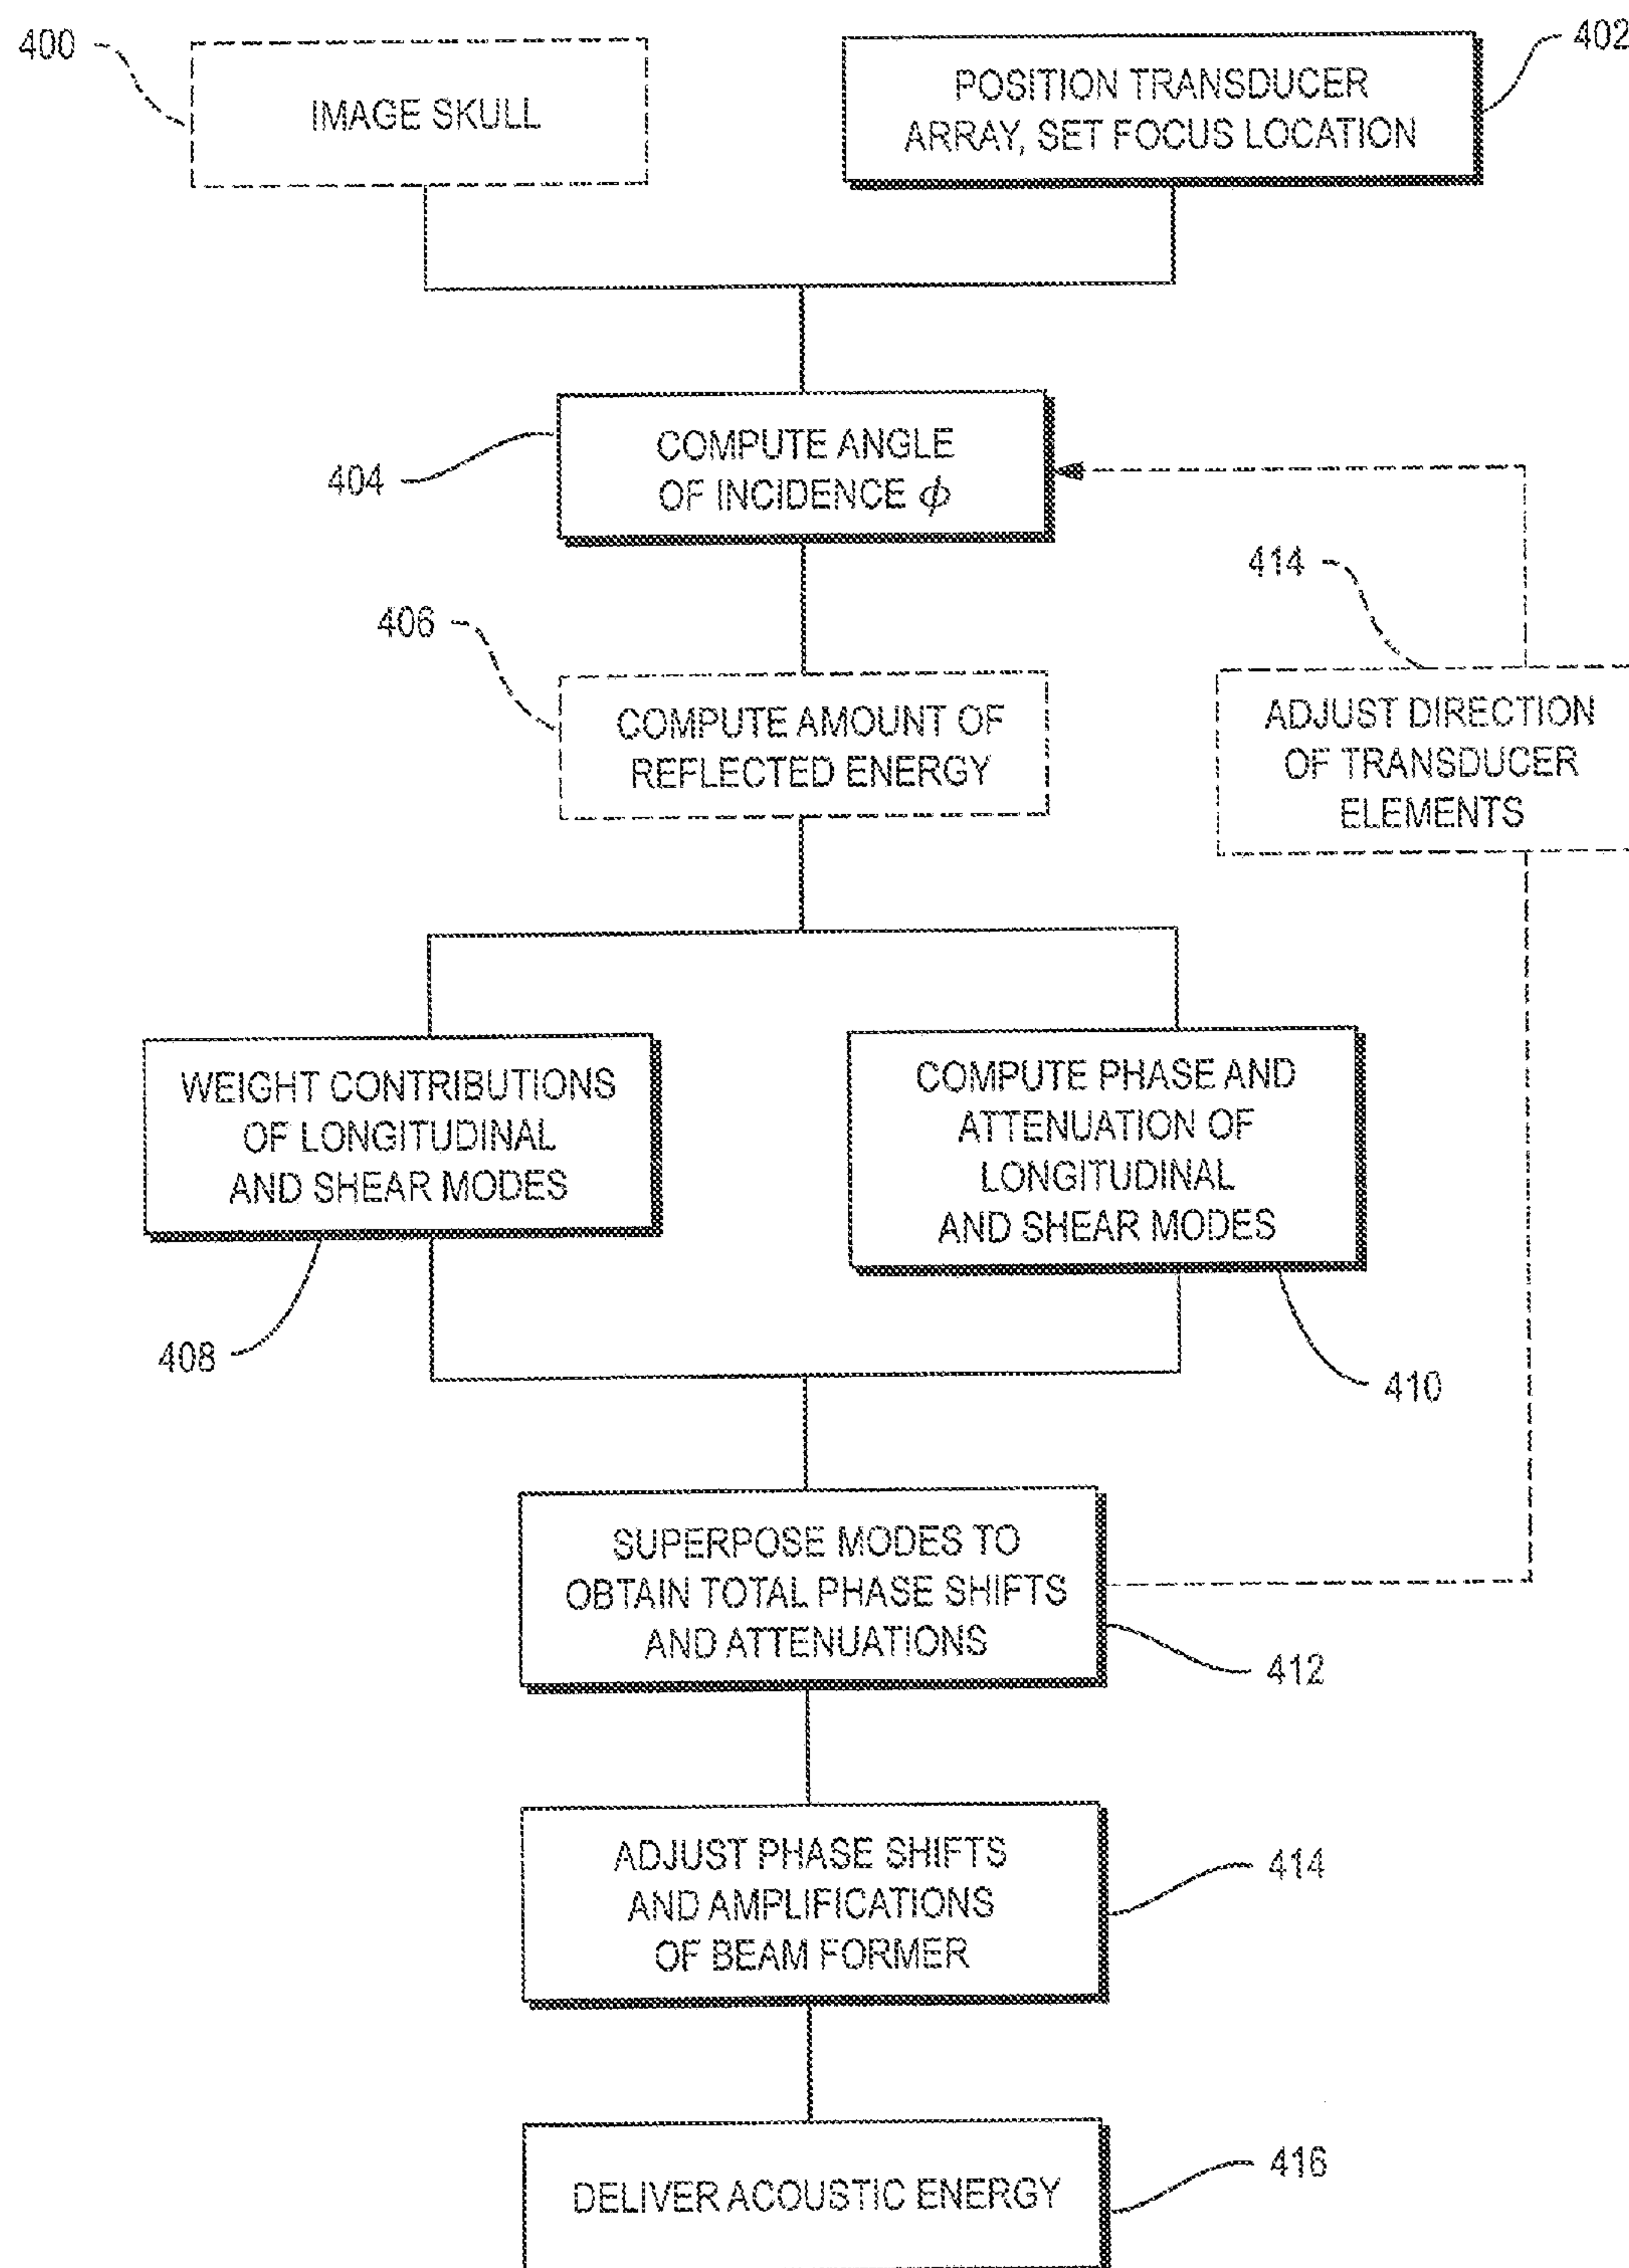 400
IMAGE SKULL
402
POSITION TRANSDUCER
ARRAY, SET FOCUS LOCATION
404
COMPUTE ANGLE
OF INCIDENCE ϕ
406
COMPUTE AMOUNT OF
REFLECTED ENERGY
414
ADJUST DIRECTION
OF TRANSDUCER
ELEMENTS
WEIGHT CONTRIBUTIONS
OF LONGITUDINAL
AND SHEAR MODES
408
COMPUTE PHASE AND
ATTENUATION OF
LONGITUDINAL
AND SHEAR MODES
410
SUPERPOSE MODES TO
OBTAIN TOTAL PHASE SHIFTS
AND ATTENUATIONS
412
ADJUST PHASE SHIFTS
AND AMPLIFICATIONS
OF BEAM FORMER
414
DELIVER ACOUSTIC ENERGY
416